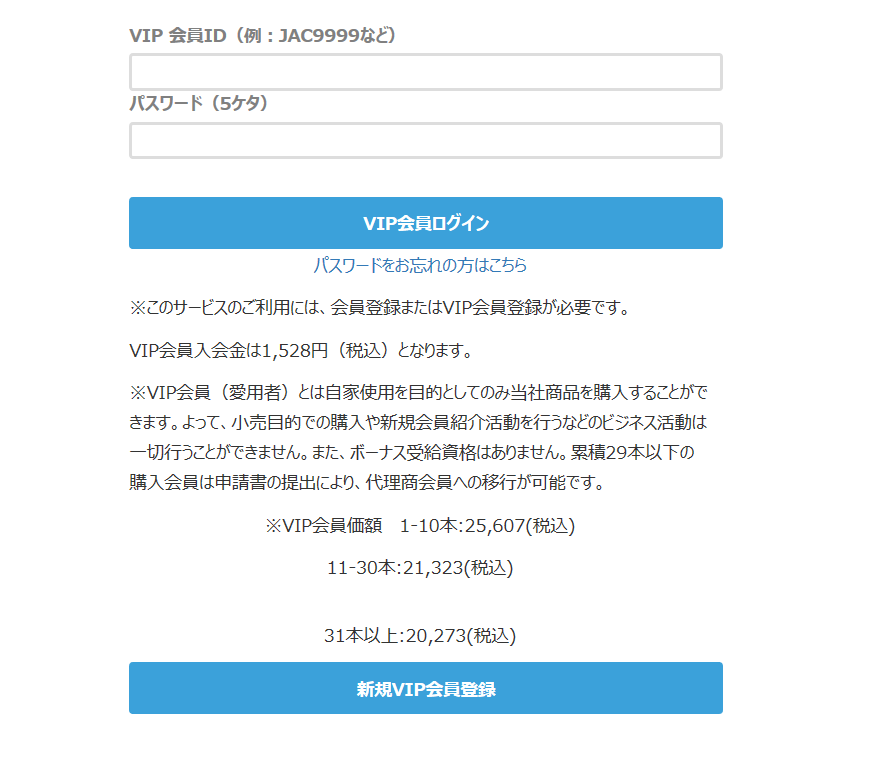 VIP 会員ID（例：JAC9999など）
パスワード（5ケタ）
VIP会員ログイン
パスワードをお忘れの方はこちら
※このサービスのご利用には、会員登録またはVIP会員登録が必要です。
VIP会員入会金は1,528円（税込）となります。
※VIP会員（愛用者）とは自家使用を目的としてのみ当社商品を購入することがで
きます。よって、小売目的での購入や新規会員紹介活動を行うなどのビジネス活動は
一切行うことができません。また、ボーナス受給資格はありません。累積29本以下の
購入会員は申請書の提出により、代理商会員への移行が可能です。
※VIP会員価額　1-10本:25,607(税込)
11-30本:21,323(税込)
31本以上:20,273(税込)
新規VIP会員登録